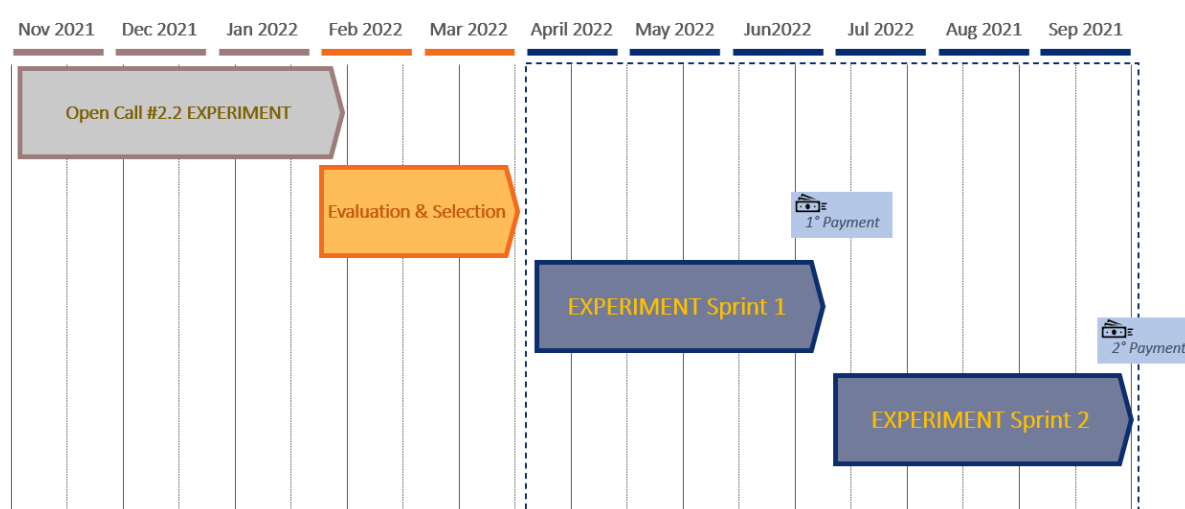 Nov 2021 Dec 2021 Jan 2022 Feb 2022 Mar 2022 April 2022 May 2022 Jun2022 Jul 2022 Aug 2021 Sep 2021
Open Call #2.2 EXPERIMENT
Evaluation & Selection
1° Payment
EXPERIMENT Sprint 1
2° Payment
EXPERIMENT Sprint 2